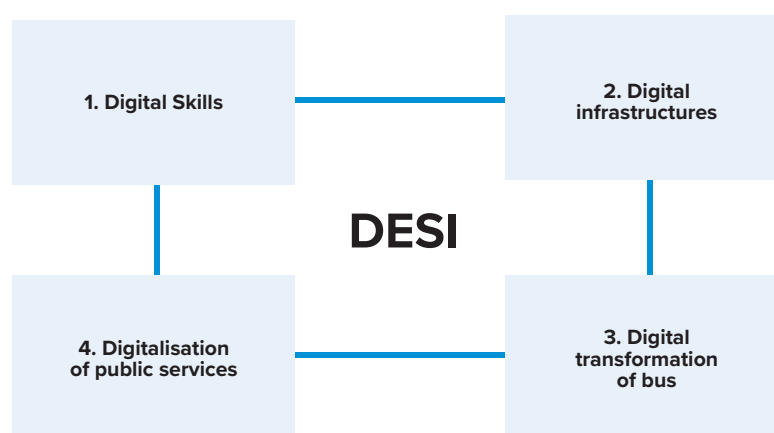 1. Digital Skills
2. Digital
infrastructures
DESI
4. Digitalisation
of public services
3. Digital
transformation
of bus